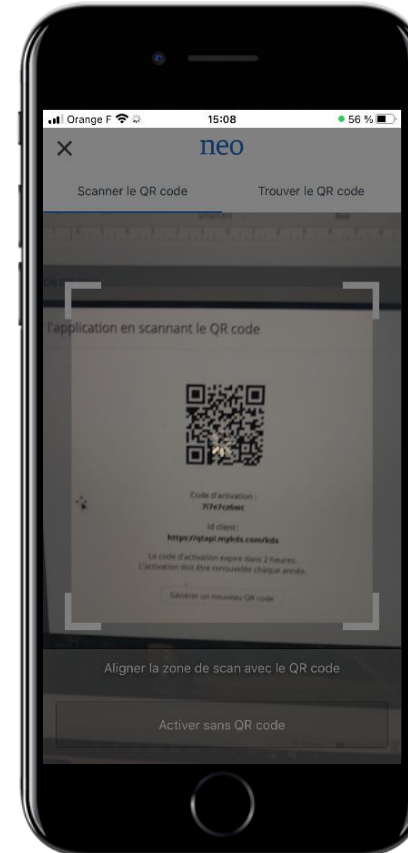 Orange F 15:08 56 %
neo
Scanner le QR code Trouver le QR code
l'application en scannant le QR code
Code d'activation :
Id client :
https://qtapi.mykds.com/kds
Le code d'activation expire dans 2 heures.
L'activation doit être renouvelée chaque année.
Générer un nouveau QR code
Aligner la zone de scan avec le QR code
Activer sans QR code